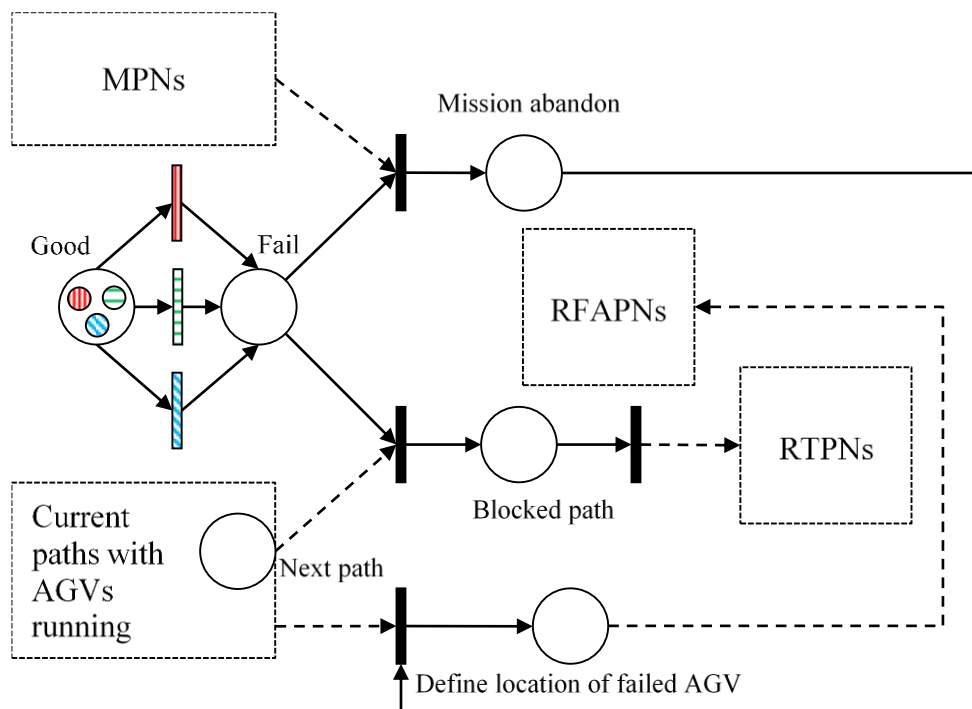 MPNs
Mission abandon
Good
Fail
RFAPNs
RTPNs
Blocked path
Current
paths with
AGVs
running
Next path
Define location of failed AGV